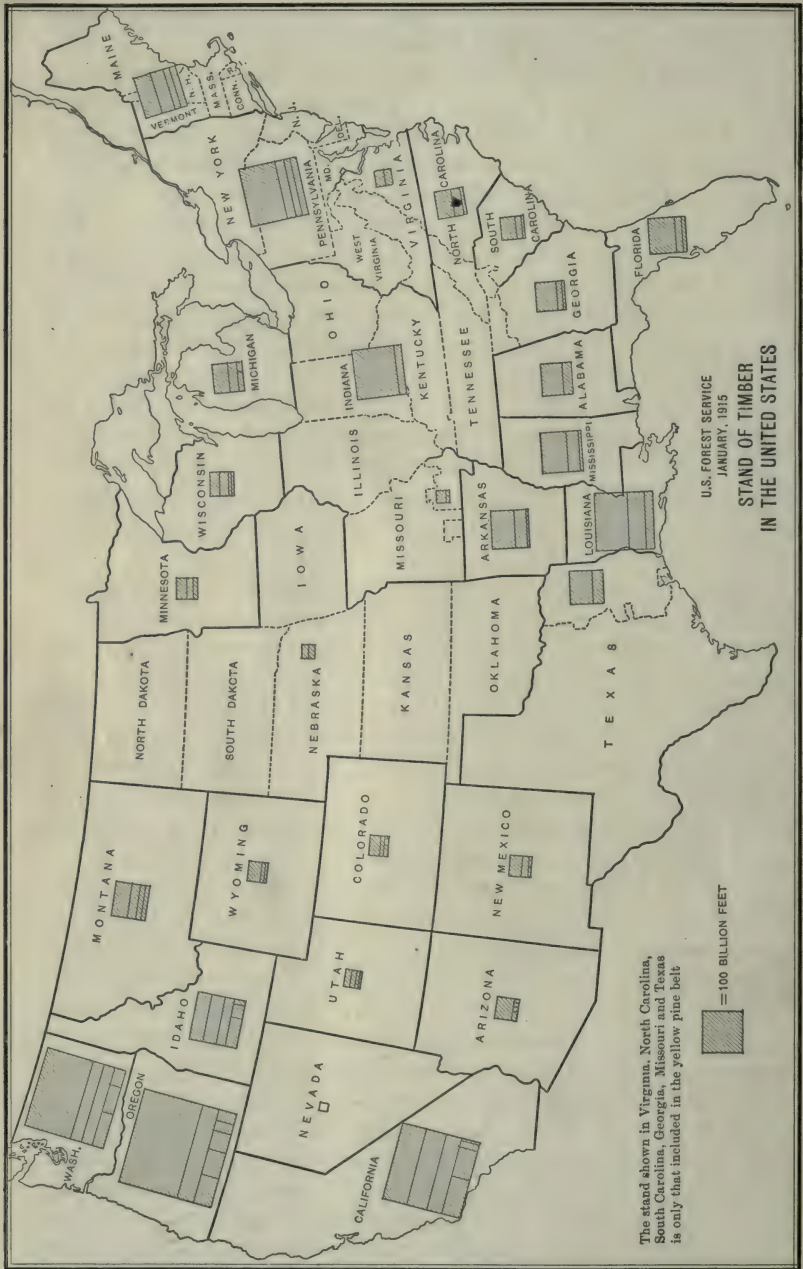 U.S. FOREST SERVICE
JANUARY, 1915
STAND OF TIMBER
IN THE UNITED STATES
WASH.
OREGON
CALIFORNIA
NEVADA
IDAHO
MONTANA
WYOMING
UTAH
COLORADO
ARIZONA
NEW MEXICO
NORTH DAKOTA
SOUTH DAKOTA
NEBRASKA
KANSAS
OKLAHOMA
TEXAS
MINNESOTA
IOWA
MISSOURI
ARKANSAS
LOUISIANA
WISCONSIN
ILLINOIS
MICHIGAN
INDIANA
OHIO
KENTUCKY
TENNESSEE
MISSISSIPPI
ALABAMA
GEORGIA
FLORIDA
SOUTH
CAROLINA
NORTH
CAROLINA
VIRGINIA
WEST
VIRGINIA
MD.
DEL.
PENNSYLVANIA
N. J.
NEW YORK
CONN.
R.
MASS.
VERMONT
N. H.
MAINE
The stand shown in Virginia, North Carolina,
South Carolina, Georgia, Missouri and Texas
is only that included in the yellow pine belt
=100 BILLION FEET